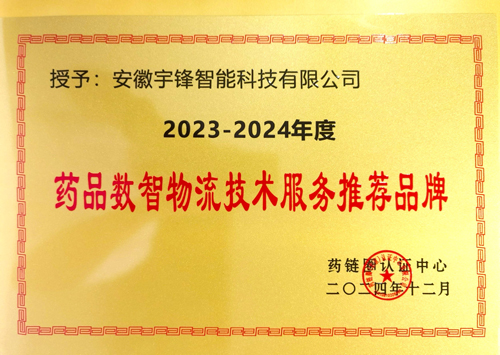 授予：安徽宇锋智能科技有限公司
2023-2024年度
药品数智物流技术服务推荐品牌
药链圈认证中心
二〇二四年十二月